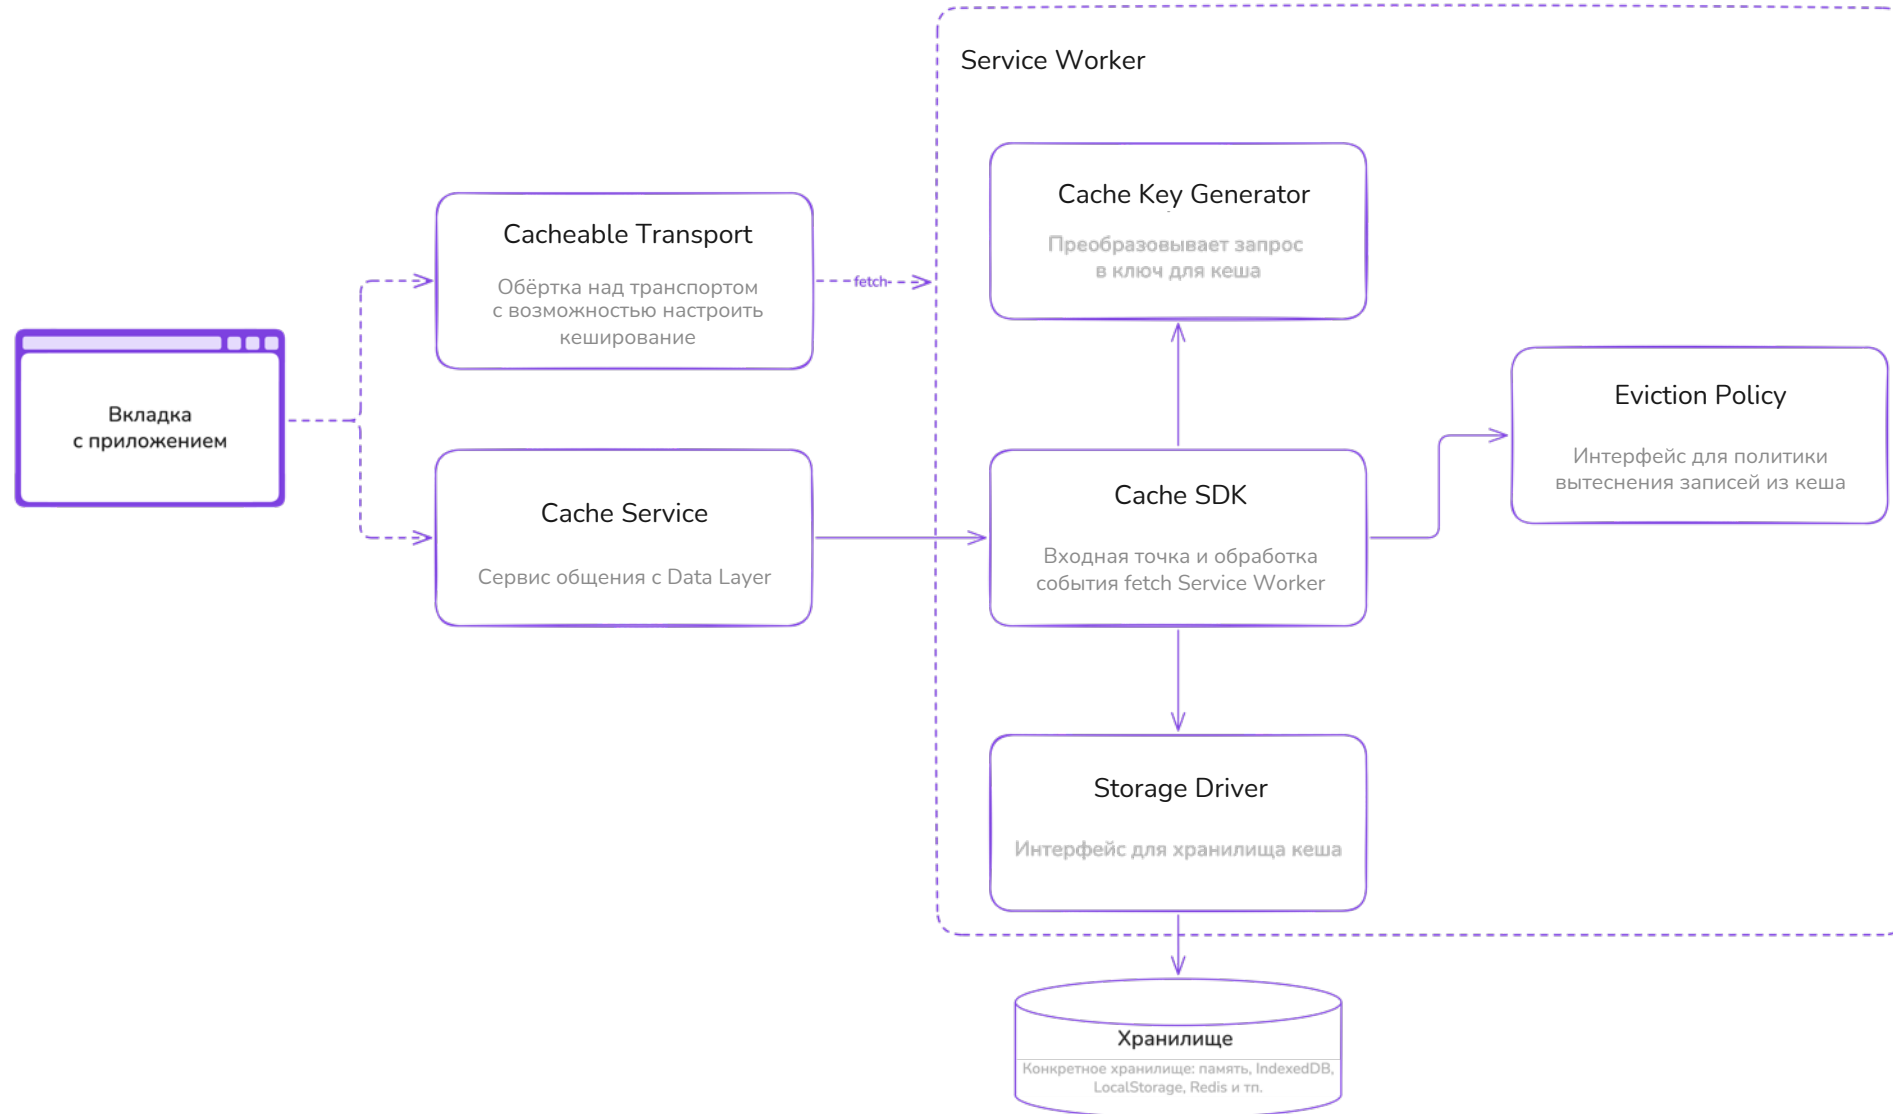 Service Worker
Cache Key Generator
Преобразовывает запрос
в ключ для кеша
Cacheable Transport
Обёртка над транспортом
с возможностью настроить
кеширование
fetch
Вкладка
с приложением
Eviction Policy
Интерфейс для политики
вытеснения записей из кеша
Cache Service
Сервис общения с Data Layer
Cache SDK
Входная точка и обработка
события fetch Service Worker
Storage Driver
Интерфейс для хранилища кеша
Хранилище
Конкретное хранилище: память, IndexedDB,
LocalStorage, Redis и тп.